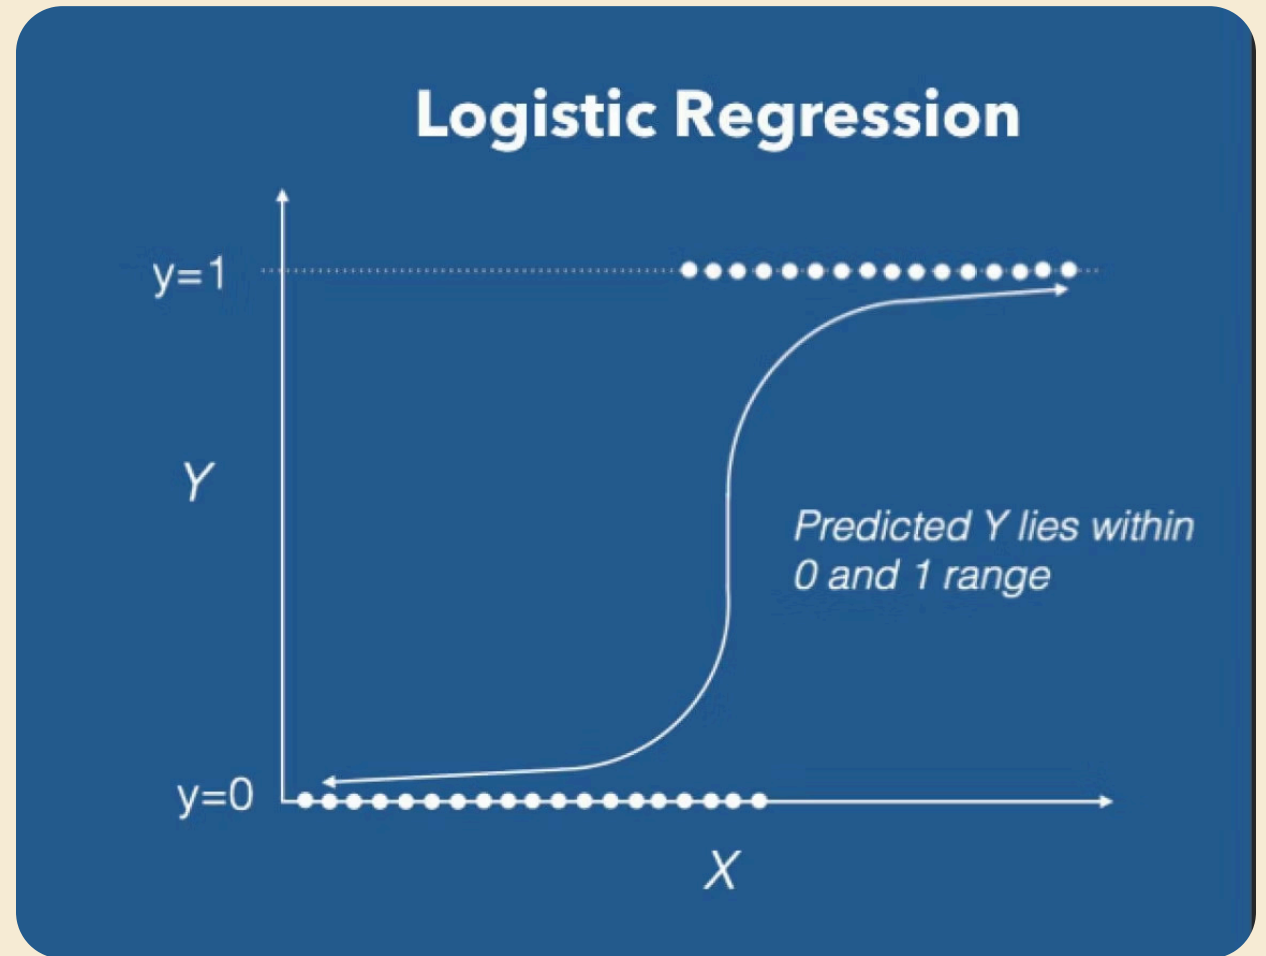 Logistic Regression
y=1
Y
Predicted Y lies within
0 and 1 range
y=0
X